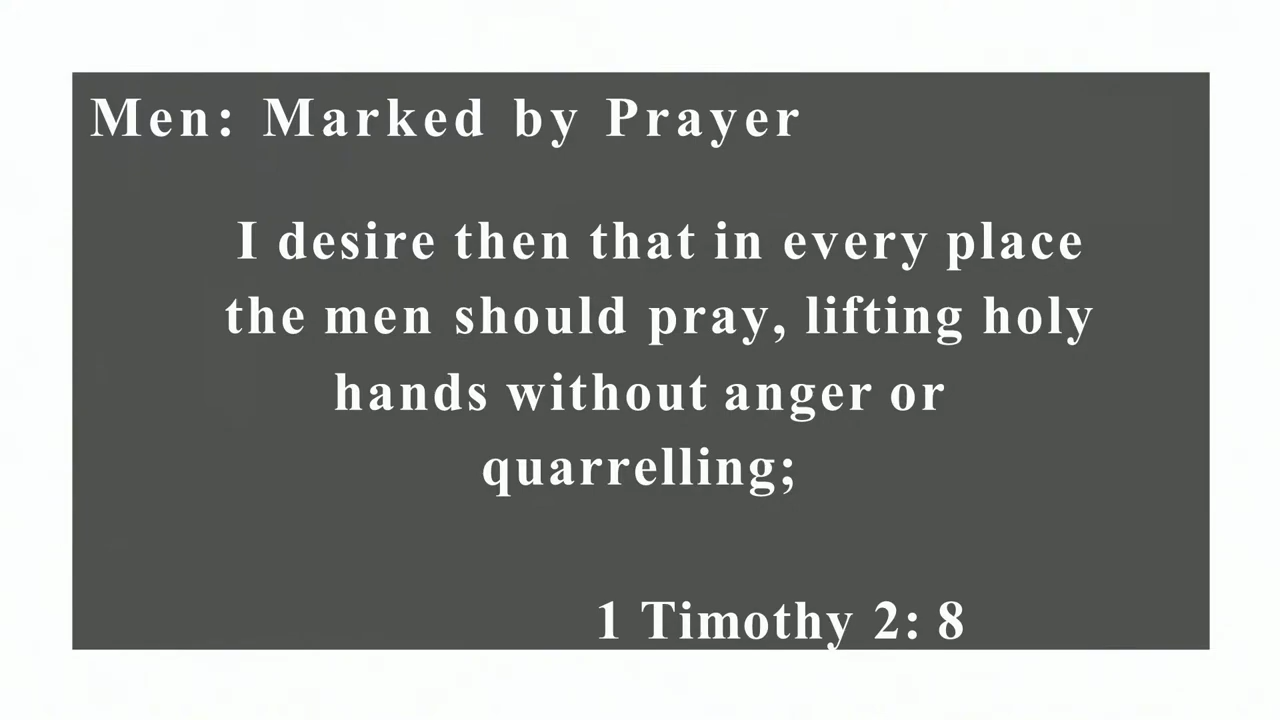 Men: Marked by Prayer
I desire then that in every place
the men should pray, lifting holy
hands without anger or
quarrelling;
1 Timothy 2: 8